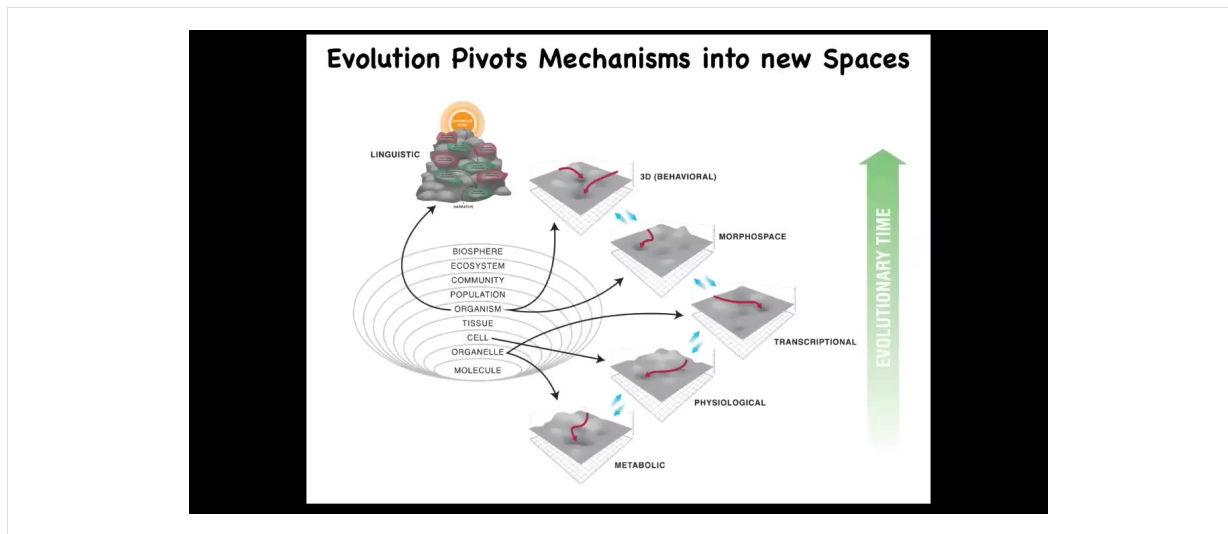 Evolution Pivots Mechanisms into new Spaces
LINGUISTIC
3D (BEHAVIORAL)
MORPHOSPACE
BIOSPHERE
ECOSYSTEM
COMMUNITY
POPULATION
ORGANISM
TISSUE
CELL
ORGANELLE
MOLECULE
TRANSCRIPTIONAL
PHYSIOLOGICAL
METABOLIC
EVOLUTIONARY TIME